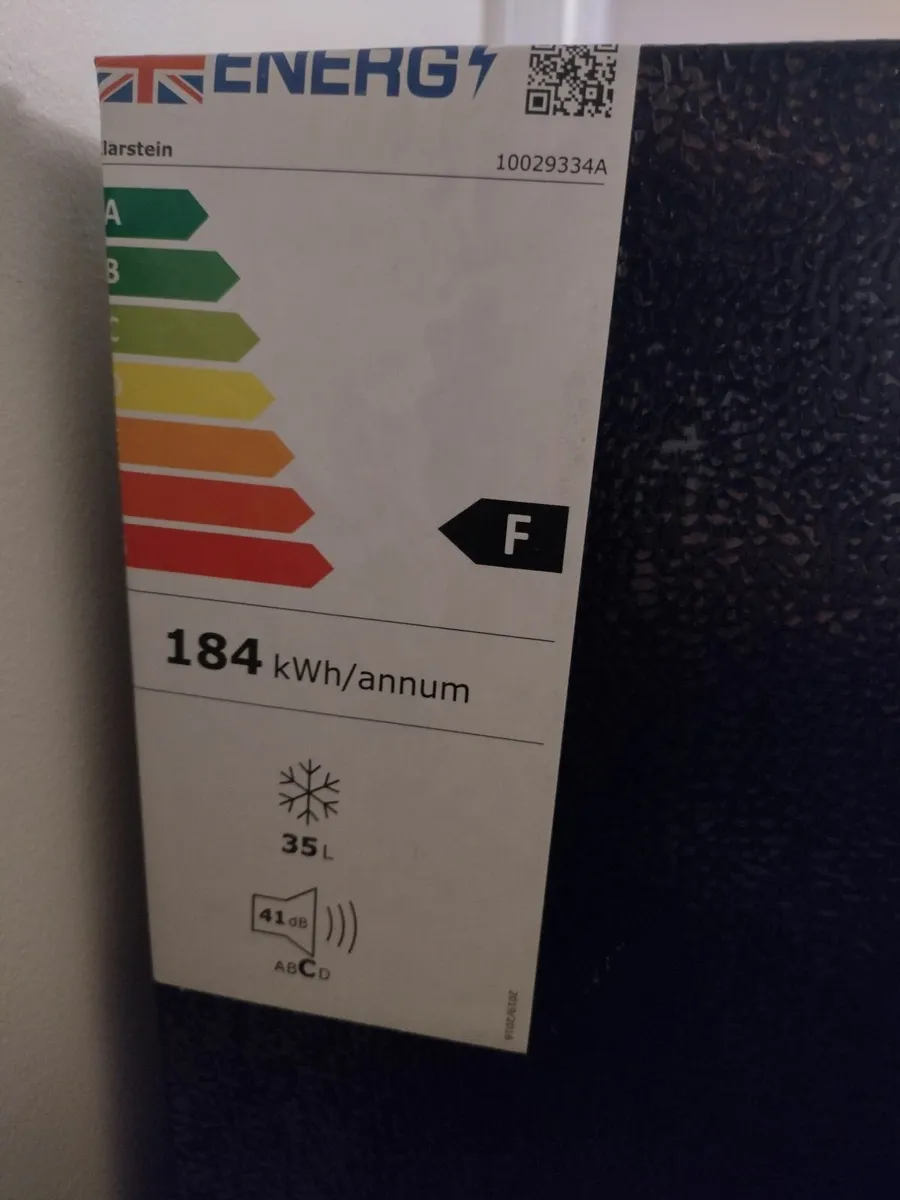 ENERG
larstein
10029334A
A
B
C
F
184 kWh/annum
35 L
41 dB
ABCD
2019/2016